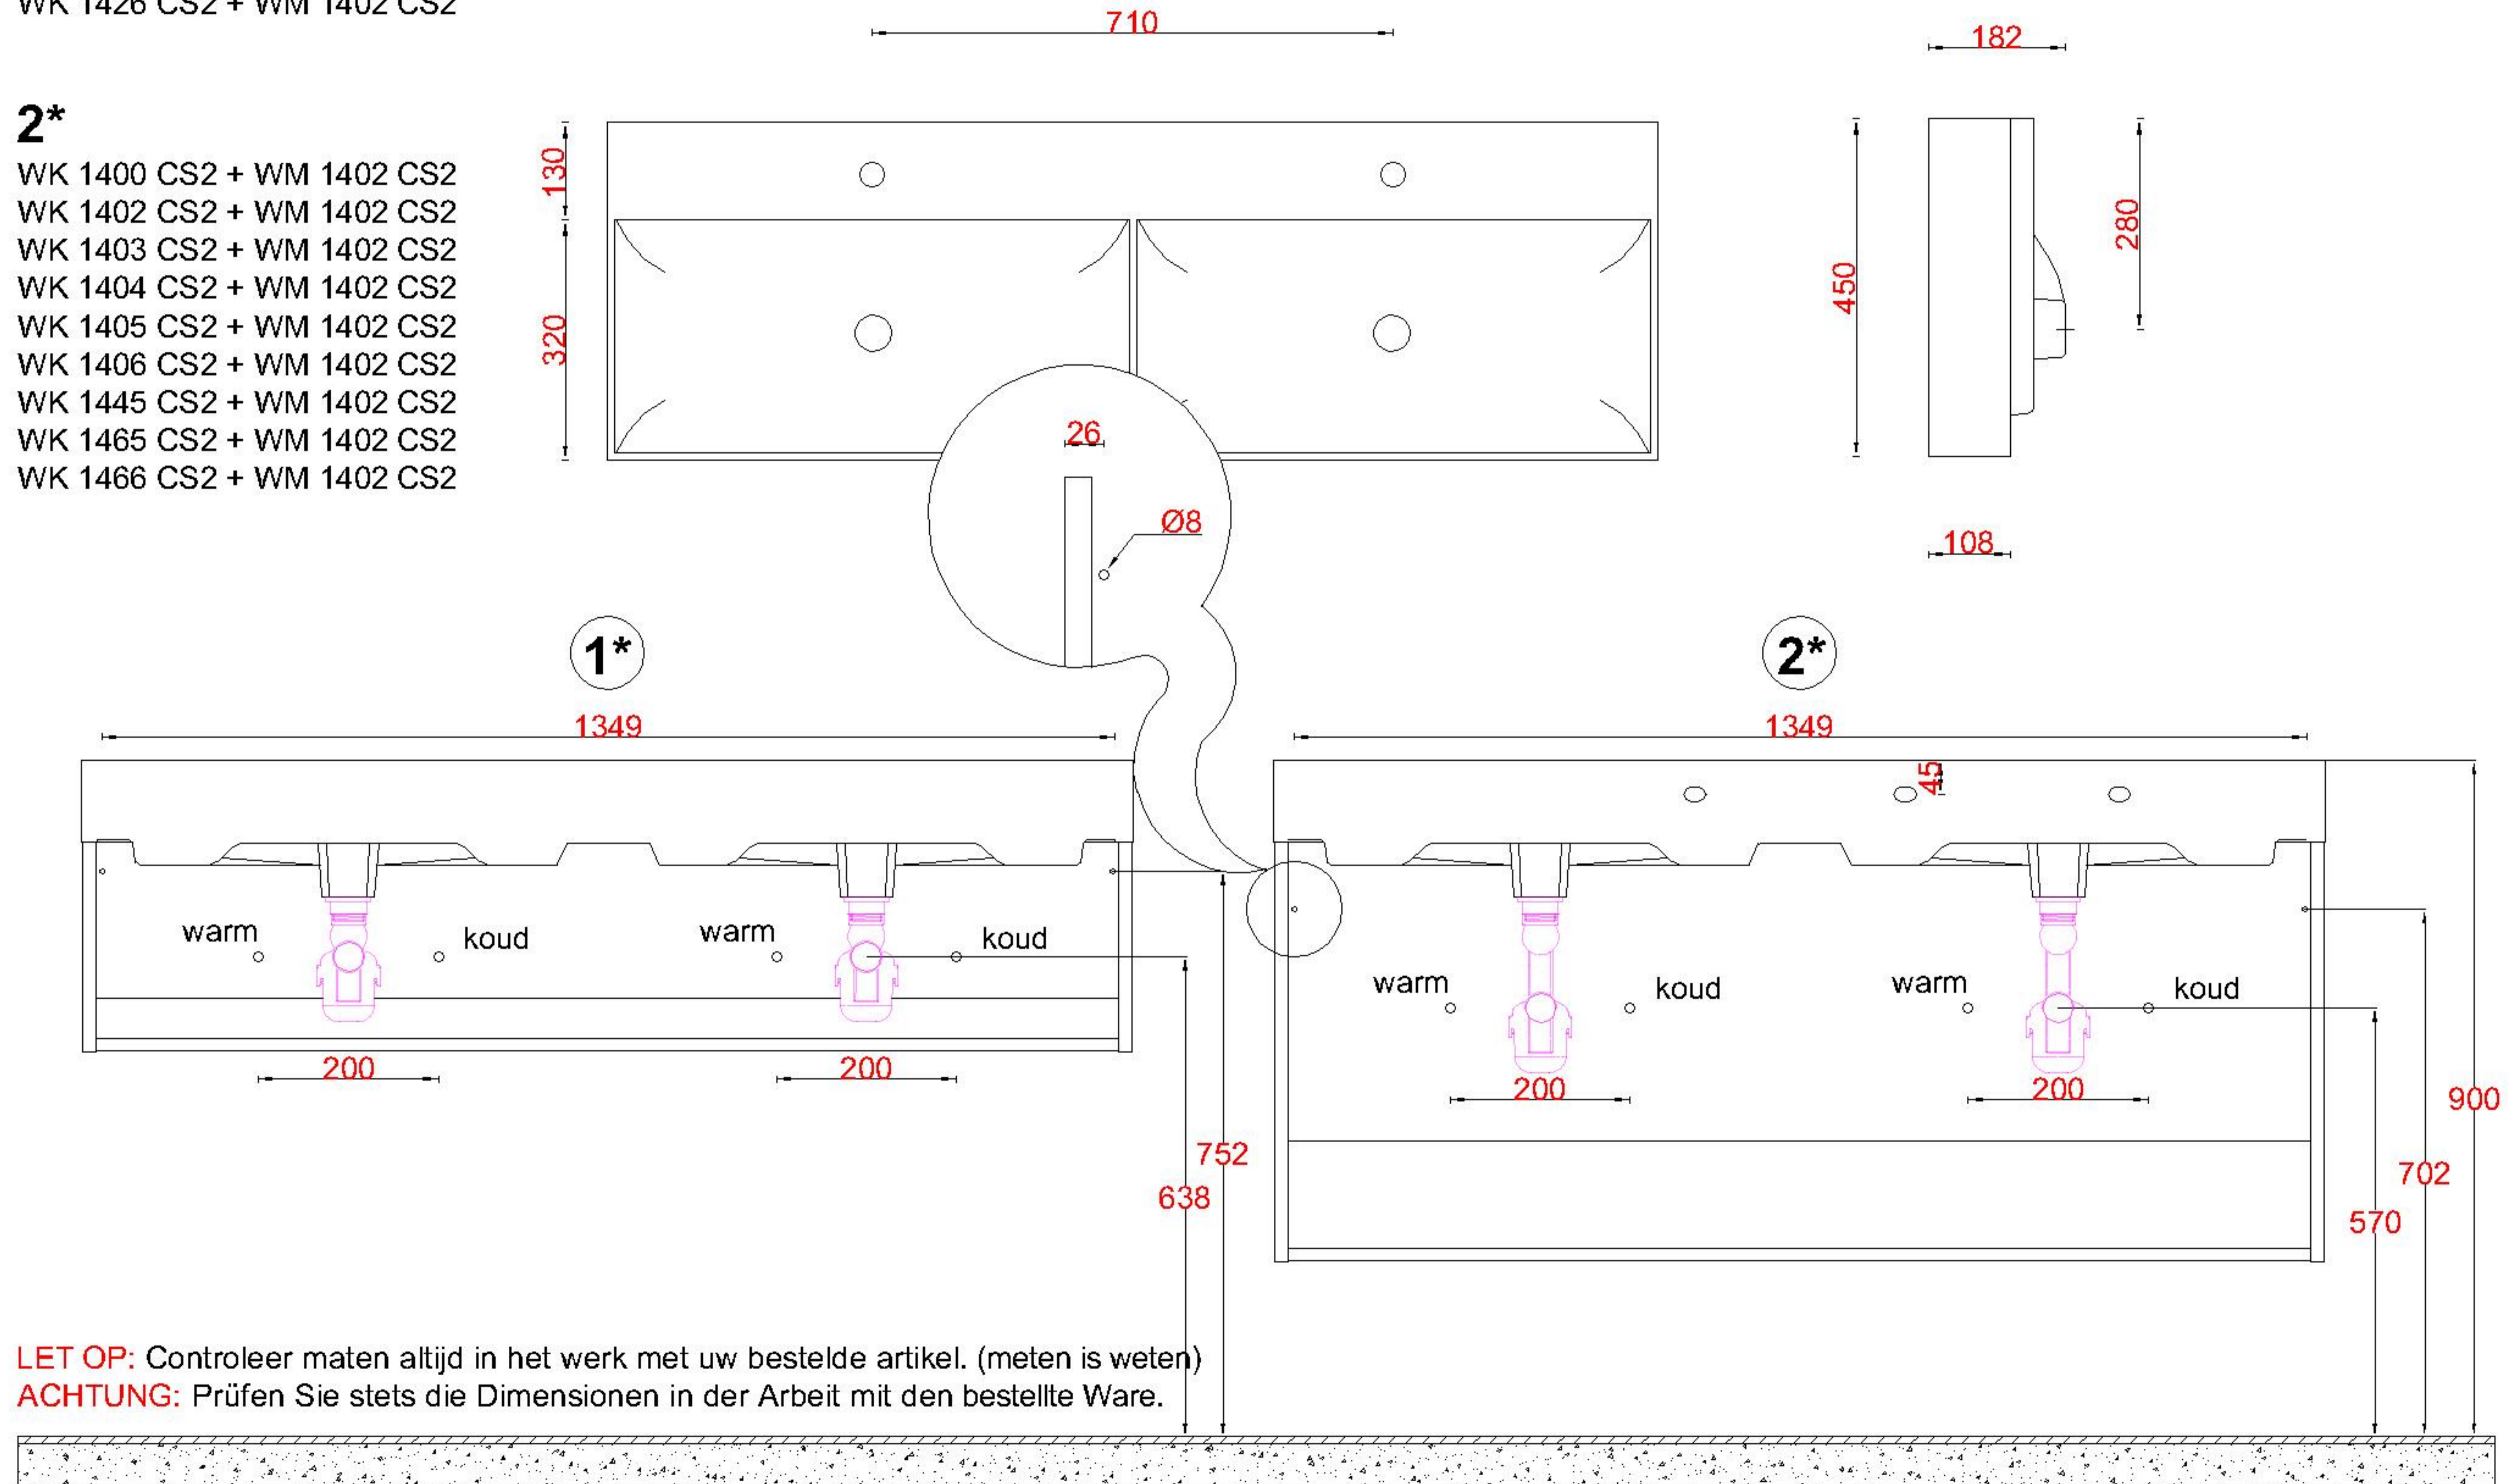 WK 1426 CS2 + WM 1402 CS2
2*
WK 1400 CS2 + WM 1402 CS2
WK 1402 CS2 + WM 1402 CS2
WK 1403 CS2 + WM 1402 CS2
WK 1404 CS2 + WM 1402 CS2
WK 1405 CS2 + WM 1402 CS2
WK 1406 CS2 + WM 1402 CS2
WK 1445 CS2 + WM 1402 CS2
WK 1465 CS2 + WM 1402 CS2
WK 1466 CS2 + WM 1402 CS2
710
130
320
26
Ø8
182
450
280
108
1*
1349
warm
koud
warm
koud
200
200
752
638
2*
1349
45
warm
koud
warm
koud
200
200
900
702
570
LET OP: Controleer maten altijd in het werk met uw bestelde artikel. (meten is weten)
ACHTUNG: Prüfen Sie stets die Dimensionen in der Arbeit mit den bestellte Ware.